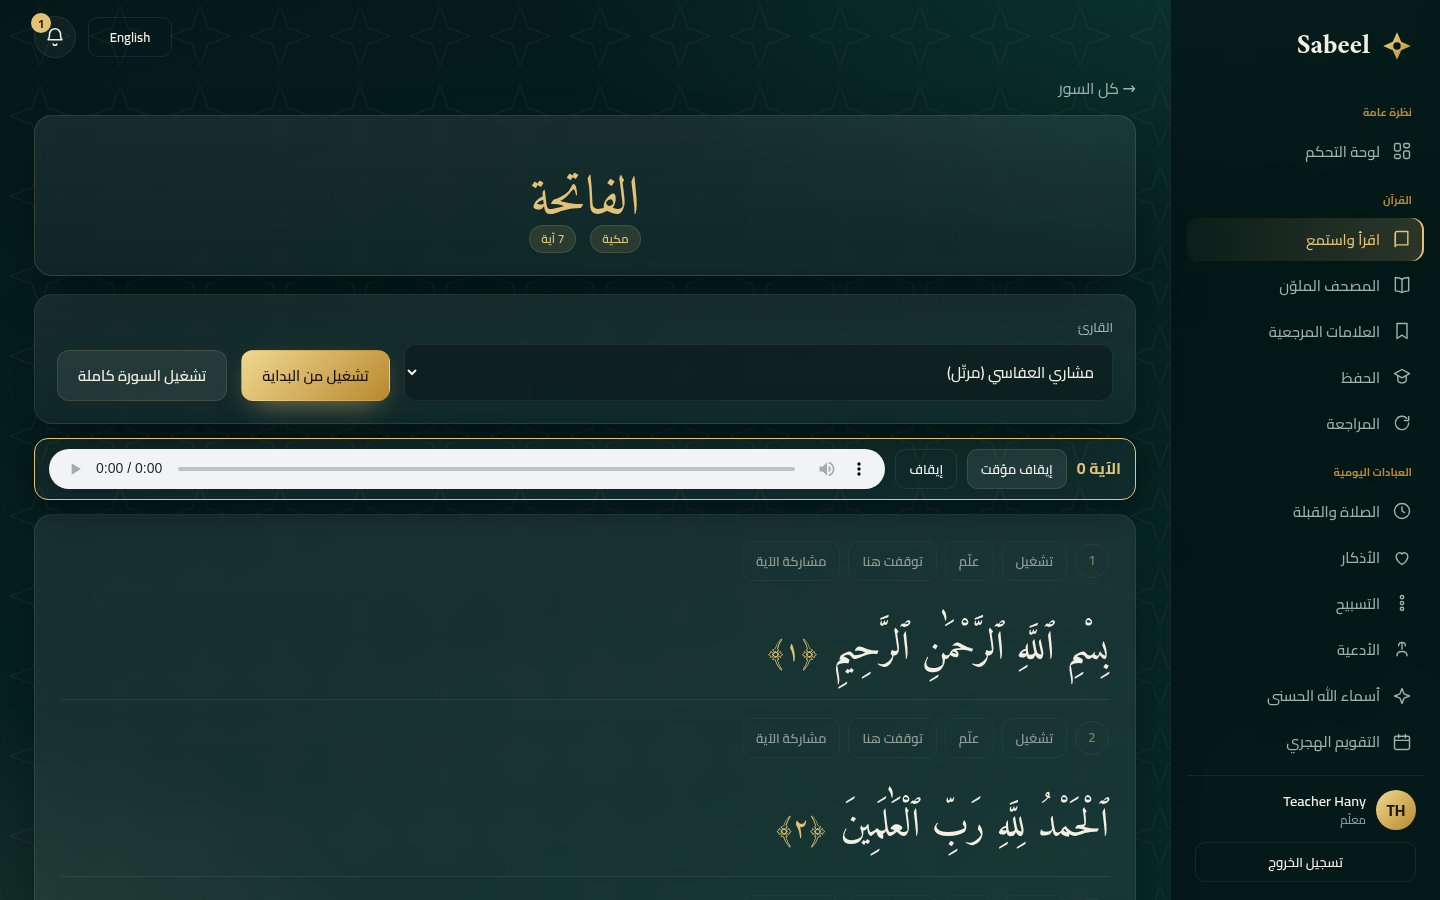 Sabeel
نظرة عامة
لوحة التحكم
القرآن
اقرأ واستمع
المصحف الملوّن
العلامات المرجعية
الحفظ
المراجعة
العبادات اليومية
الصلاة والقبلة
الأذكار
التسبيح
الأدعية
أسماء الله الحسنى
التقويم الهجري
Teacher Hany
معلّم
TH
تسجيل الخروج
English
1
→ كل السور
الفاتحة
مكية
7 آية
القارئ
مشاري العفاسي (مرتّل)
تشغيل من البداية
تشغيل السورة كاملة
الآية 0
إيقاف مؤقت
إيقاف
0:00 / 0:00
1 تشغيل علّم توقفت هنا مشاركة الآية
بِسْمِ ٱللَّهِ ٱلرَّحْمَٰنِ ٱلرَّحِيمِ ﴿١﴾
2 تشغيل علّم توقفت هنا مشاركة الآية
ٱلْحَمْدُ لِلَّهِ رَبِّ ٱلْعَٰلَمِينَ ﴿٢﴾